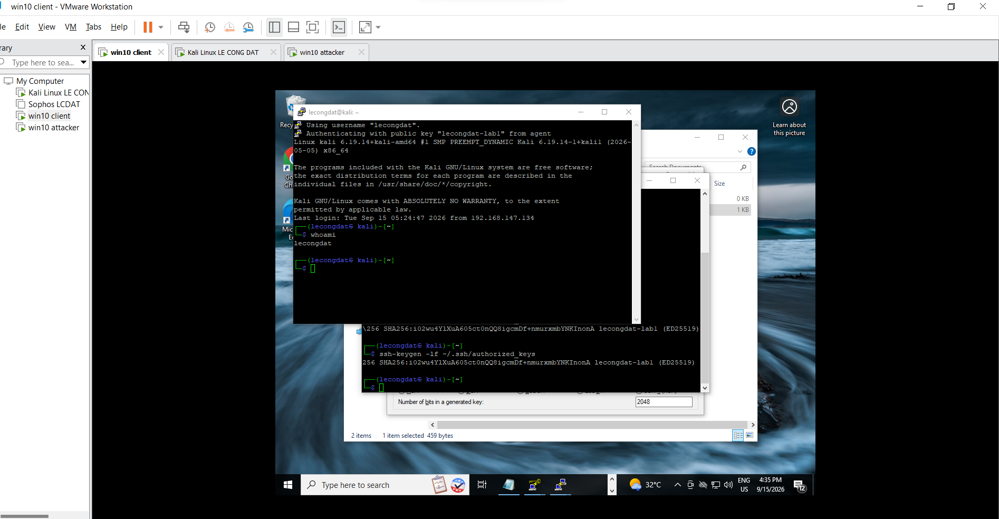 win10 client - VMware Workstation
le Edit View VM Tabs Help
rary
Type here to sea...
My Computer
Kali Linux LE CON
Sophos LCDAT
win10 client
win10 attacker
win10 client
Kali Linux LE CONG DAT
win10 attacker
Recy
Go
Ch
Mic
Ec
Learn about
this picture
lecongdat@kali: ~
Using username "lecongdat".
Authenticating with public key "lecongdat-lab1" from agent
Linux kali 6.19.14+kali-amd64 #1 SMP PREEMPT_DYNAMIC Kali 6.19.14-1+kali1 (2026-
05-05) x86_64
The programs included with the Kali GNU/Linux system are free software;
the exact distribution terms for each program are described in the
individual files in /usr/share/doc/*/copyright.
Kali GNU/Linux comes with ABSOLUTELY NO WARRANTY, to the extent
permitted by applicable law.
Last login: Tue Sep 15 05:24:47 2026 from 192.168.147.134
(lecongdat㉿ kali)-[~]
$ whoami
lecongdat
(lecongdat㉿ kali)-[~]
$
Search Documents
Size
0 KB
1 KB
\256 SHA256:i02wu4YlXuA605ct0nQQ8igcmDf+nmurxmbYNKInonA lecongdat-lab1 (ED25519)
(lecongdat㉿ kali)-[~]
$ ssh-keygen -lf ~/.ssh/authorized_keys
256 SHA256:i02wu4YlXuA605ct0nQQ8igcmDf+nmurxmbYNKInonA lecongdat-lab1 (ED25519)
(lecongdat㉿ kali)-[~]
$
Number of bits in a generated key:
2048
2 items 1 item selected 459 bytes
Type here to search
32°C
ENG
US
4:35 PM
9/15/2026
12